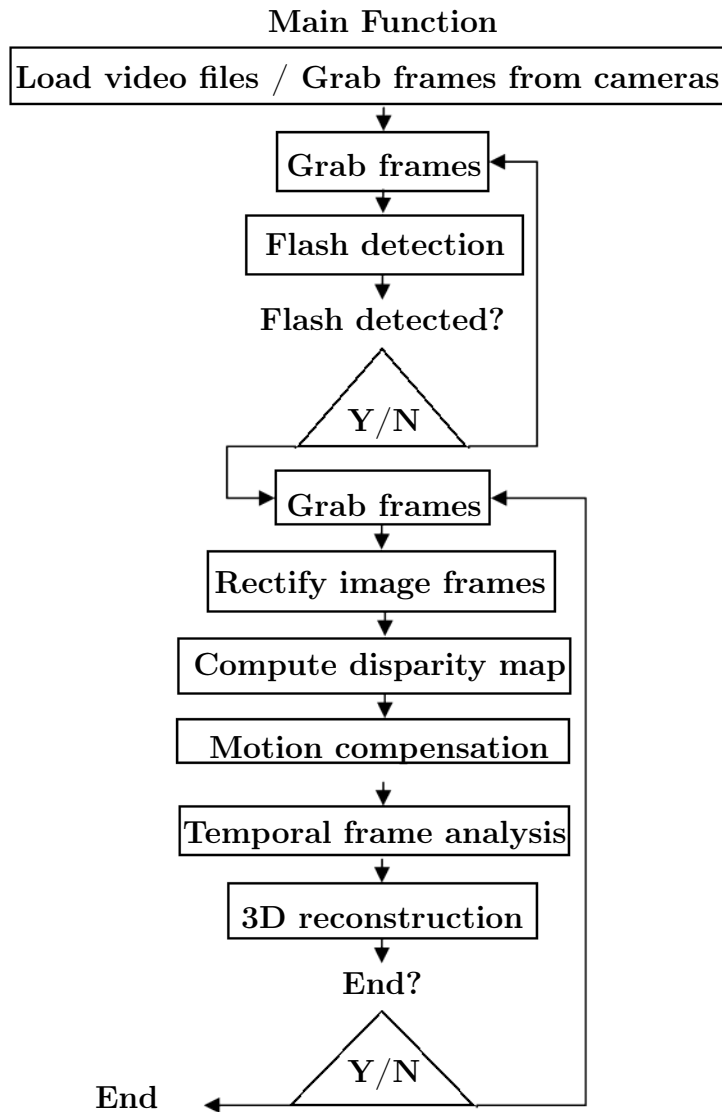 Main Function
Load video files / Grab frames from cameras
Grab frames
Flash detection
Flash detected?
Y/N
Grab frames
Rectify image frames
Compute disparity map
Motion compensation
Temporal frame analysis
3D reconstruction
End?
Y/N
End